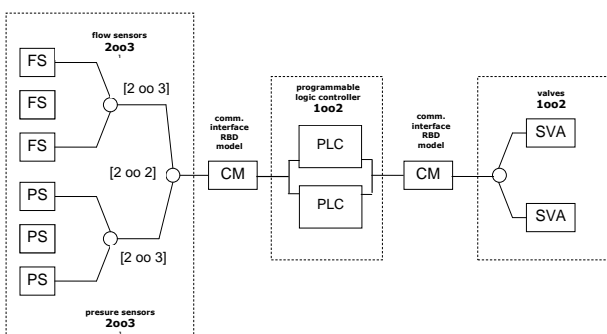 flow sensors
2oo3
FS
FS
FS
[2 oo 3]
[2 oo 2]
PS
PS
PS
[2 oo 3]
presure sensors
2oo3
comm.
interface
RBD
model
CM
programmable
logic controller
1oo2
PLC
PLC
comm.
interface
RBD
model
CM
valves
1oo2
SVA
SVA